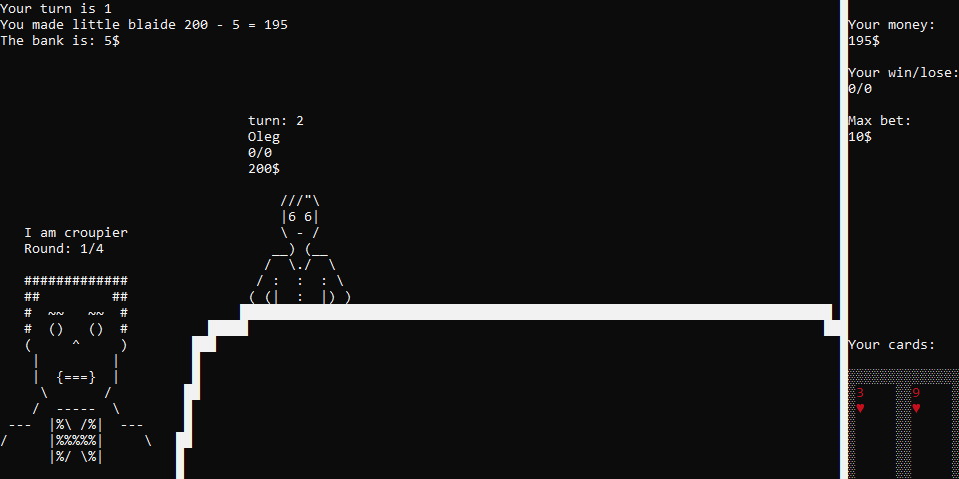 Your turn is 1
You made little blaide 200 - 5 = 195
The bank is: 5$
turn: 2
Oleg
0/0
200$
I am croupier
Round: 1/4
Your money:
195$
Your win/lose:
0/0
Max bet:
10$
Your cards:
3 9
♥ ♥